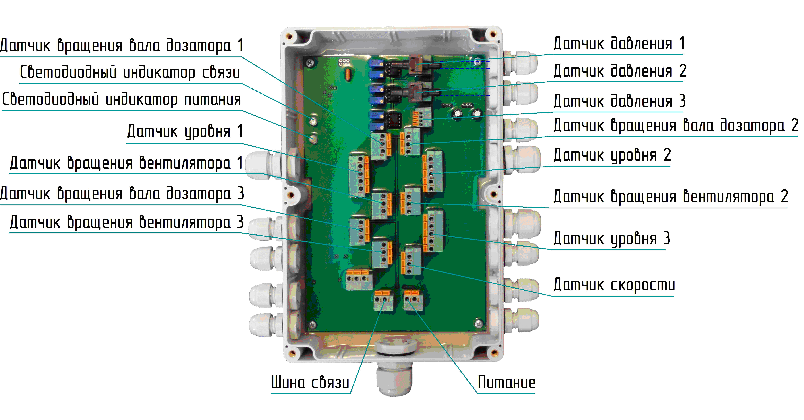 Датчик вращения вала дозатора 1
Светодиодный индикатор связи
Светодиодный индикатор питания
Датчик уровня 1
Датчик вращения вентилятора 1
Датчик вращения вала дозатора 3
Датчик вращения вентилятора 3
Датчик давления 1
Датчик давления 2
Датчик давления 3
Датчик вращения вала дозатора 2
Датчик уровня 2
Датчик вращения вентилятора 2
Датчик уровня 3
Датчик скорости
Шина связи
Питание